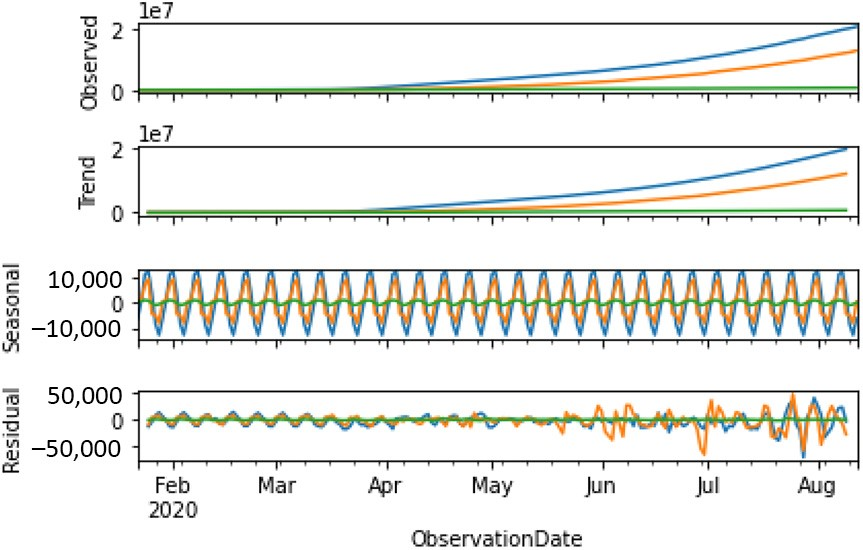 1e7
Observed
2
0
1e7
Trend
2
0
Seasonal
10,000
0
−10,000
Residual
50,000
0
−50,000
Feb Mar Apr May Jun Jul Aug
2020
ObservationDate